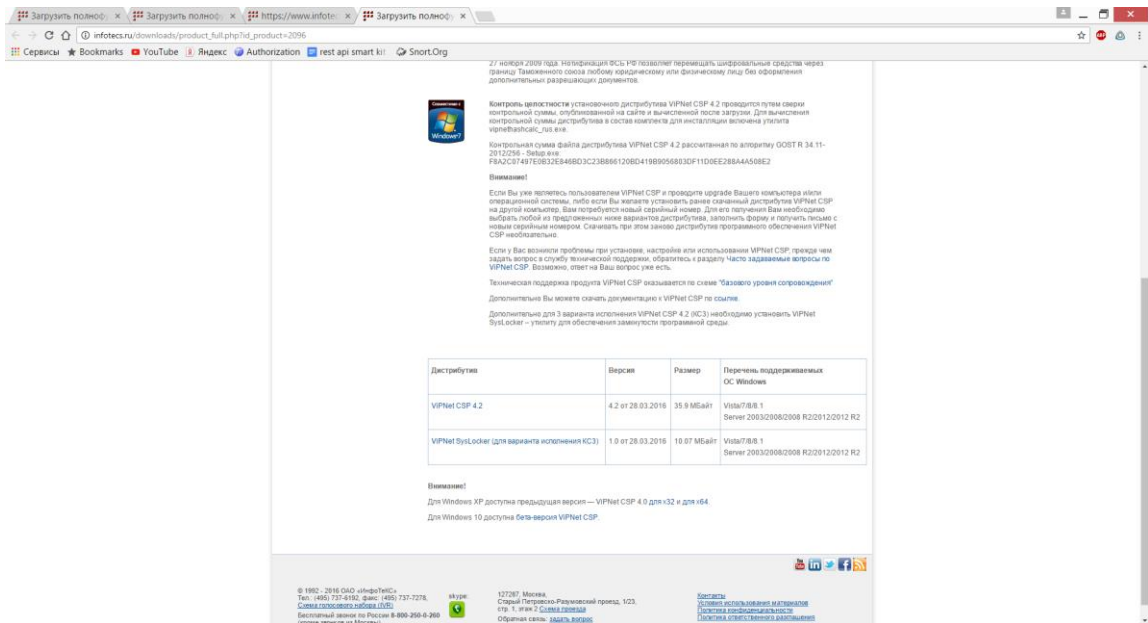 Загрузить полноф
Загрузить полноф
https://www.infotec
Загрузить полноф
infotecs.ru/downloads/product_full.php?id_product=2096
Сервисы Bookmarks YouTube Яндекс Authorization rest api smart kit Snort.Org
27 ноября 2009 года. Нотификация ФСБ РФ позволяет перемещать шифровальные средства через
границу Таможенного союза любому юридическому или физическому лицу без оформления
дополнительных разрешающих документов.
Windows7
Контроль целостности установочного дистрибутива ViPNet CSP 4.2 проводится путем сверки
контрольной суммы, опубликованной на сайте и вычисленной после загрузки. Для вычисления
контрольной суммы дистрибутива в состав комплекта для инсталляции включена утилита
vipnethashcalc_rus.exe.
Контрольная сумма файла дистрибутива ViPNet CSP 4.2 рассчитанная по алгоритму GOST R 34.11-
2012/256 - Setup.exe:
F8A2C07497E0B32E846BD3C23B866120BD419B9056803DF11D0EE288A4A508E2
Внимание!
Если Вы уже являетесь пользователем ViPNet CSP и проводите upgrade Вашего компьютера и/или
операционной системы, либо если Вы желаете установить ранее скачанный дистрибутив ViPNet CSP
на другой компьютер, Вам потребуется новый серийный номер. Для его получения Вам необходимо
выбрать любой из предложенных ниже вариантов дистрибутива, заполнить форму и получить письмо с
новым серийным номером. Скачивать при этом заново дистрибутив программного обеспечения ViPNet
CSP необязательно.
Если у Вас возникли проблемы при установке, настройке или использовании ViPNet CSP, прежде чем
задать вопрос в службу технической поддержки, обратитесь к разделу Часто задаваемые вопросы по
ViPNet CSP. Возможно, ответ на Ваш вопрос уже есть.
Техническая поддержка продукта ViPNet CSP оказывается по схеме "базового уровня сопровождения"
Дополнительно Вы можете скачать документацию к ViPNet CSP по ссылке.
Дополнительно для 3 варианта исполнения ViPNet CSP 4.2 (КС3) необходимо установить ViPNet
SysLocker – утилиту для обеспечения замкнутости программной среды.
Дистрибутив Версия Размер Перечень поддерживаемых
ОС Windows
ViPNet CSP 4.2 4.2 от 28.03.2016 35.9 МБайт Vista/7/8/8.1
Server 2003/2008/2008 R2/2012/2012 R2
ViPNet SysLocker (для варианта исполнения КС3) 1.0 от 28.03.2016 10.07 МБайт Vista/7/8/8.1
Server 2003/2008/2008 R2/2012/2012 R2
Внимание!
Для Windows XP доступна предыдущая версия — ViPNet CSP 4.0 для x32 и для x64.
Для Windows 10 доступна бета-версия ViPNet CSP.
© 1992 - 2016 ОАО «ИнфоТеКС»
Тел.: (495) 737-6192, факс: (495) 737-7278,
Схема голосового набора (IVR)
Бесплатный звонок по России 8-800-250-0-260
(кроме звонков из Москвы)
skype:
127287, Москва,
Старый Петровско-Разумовский проезд, 1/23,
стр. 1, этаж 2 Схема проезда
Обратная связь: задать вопрос
Контакты
Условия использования материалов
Политика конфиденциальности
Политика ответственного разглашения